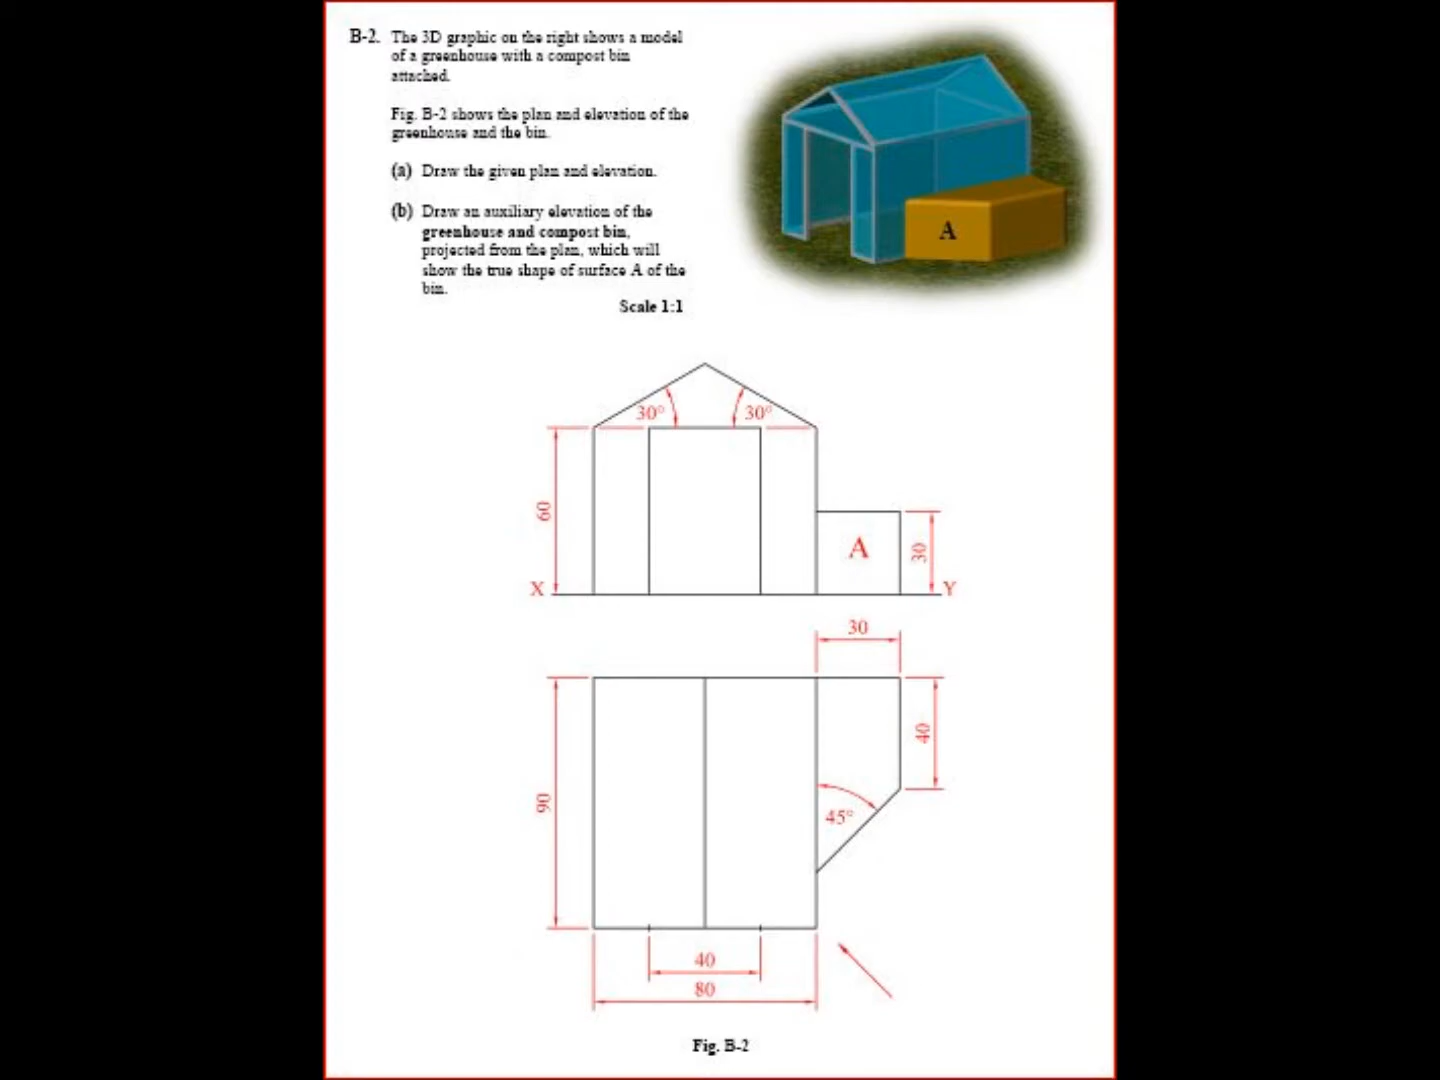 B-2. The 3D graphic on the right shows a model
of a greenhouse with a compost bin
attached.
Fig. B-2 shows the plan and elevation of the
greenhouse and the bin.
(a) Draw the given plan and elevation.
(b) Draw an auxiliary elevation of the
greenhouse and compost bin,
projected from the plan, which will
show the true shape of surface A of the
bin.
Scale 1:1
A
30°
30°
60
A
30
X
Y
30
40
90
45°
40
80
Fig. B-2